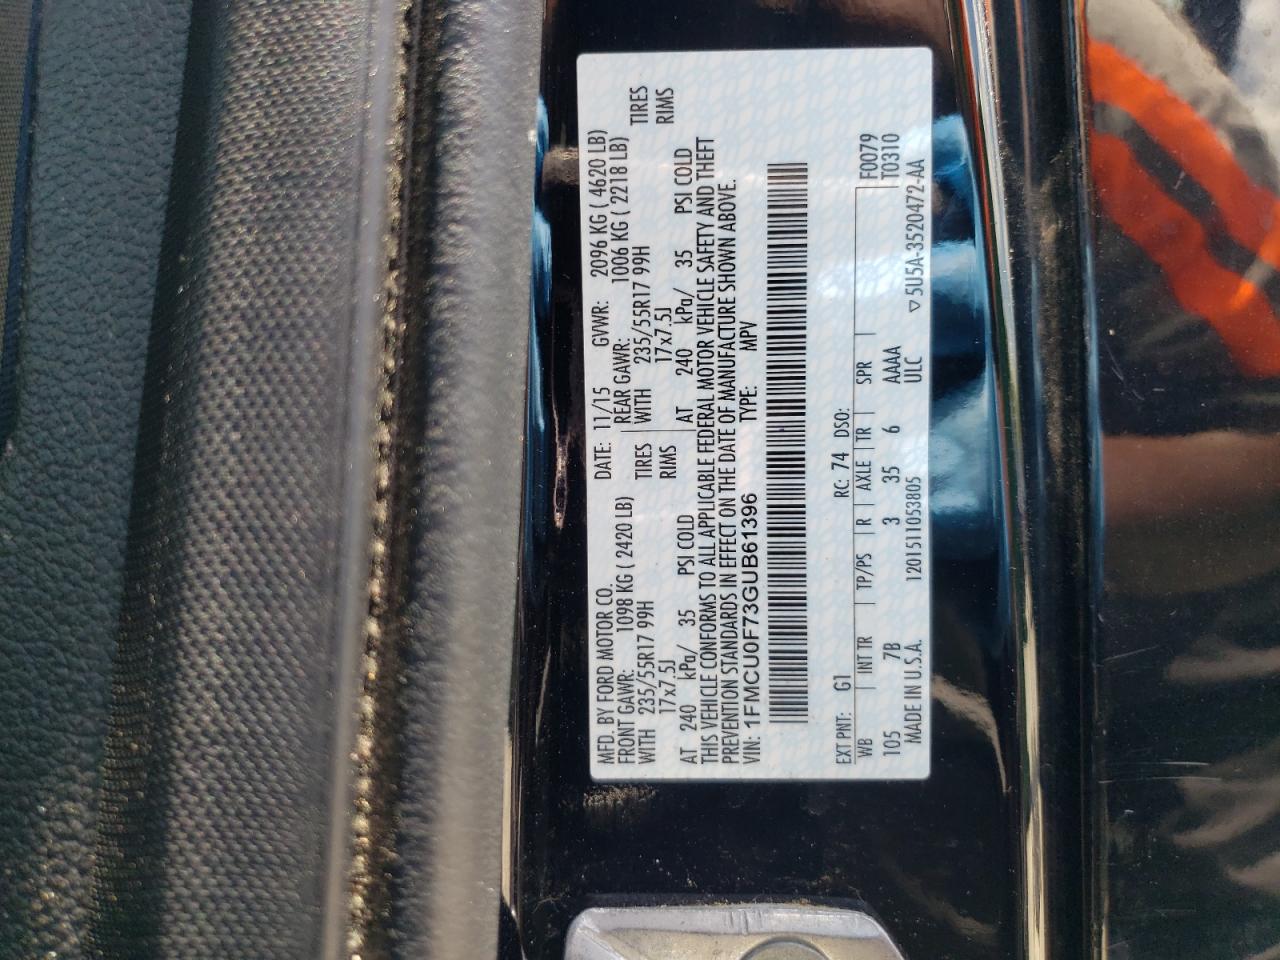 MFD. BY FORD MOTOR CO. DATE: 11/15 GVWR: 2096 KG ( 4620 LB)
FRONT GAWR: 1098 KG ( 2420 LB) REAR GAWR: 1006 KG ( 2218 LB)
WITH 235/55R17 99H TIRES WITH 235/55R17 99H TIRES
17x7.5J RIMS 17x7.5J RIMS
AT 240 kPa/ 35 PSI COLD AT 240 kPa/ 35 PSI COLD
THIS VEHICLE CONFORMS TO ALL APPLICABLE FEDERAL MOTOR VEHICLE SAFETY AND THEFT
PREVENTION STANDARDS IN EFFECT ON THE DATE OF MANUFACTURE SHOWN ABOVE.
VIN: 1FMCU0F73GUB61396 TYPE: MPV
EXT PNT: G1 RC: 74 DSO: F0079
WB INT TR TP/PS R AXLE TR SPR T0310
105 7B 3 35 6 AAAA
MADE IN U.S.A. 1201511053805 ULC ▽ 5U5A-3520472-AA